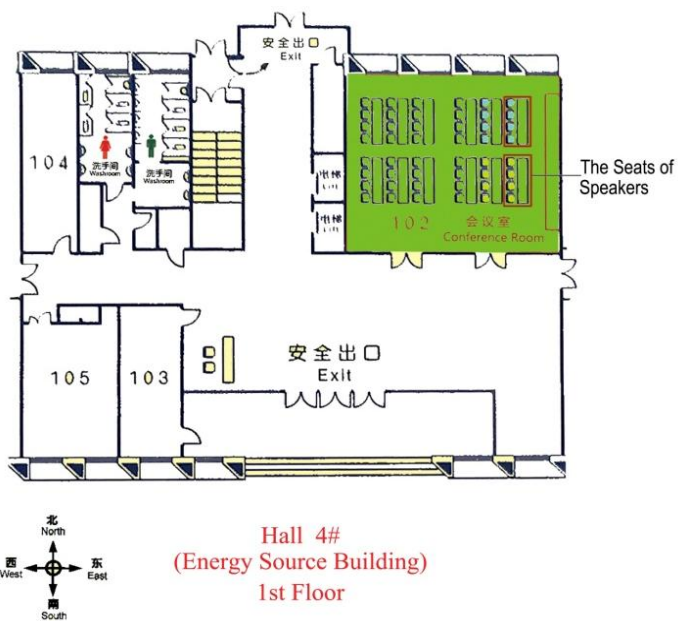 安全出口
Exit
104
洗手间
Washroom
洗手间
Washroom
电梯
Lift
电梯
Lift
The Seats of
Speakers
102
会议室
Conference Room
105
103
安全出口
Exit
北
North
西
West
东
East
南
South
Hall 4#
(Energy Source Building)
1st Floor